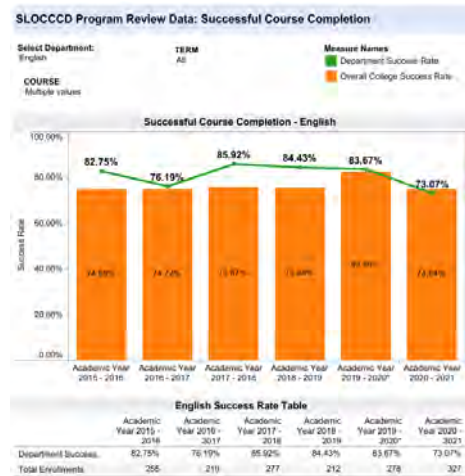 SLOCCCD Program Review Data: Successful Course Completion
Select Department:
English
TERM
All
Measure Names
Department Success Rate
Overall College Success Rate
COURSE
Multiple values
Successful Course Completion - English
100.00%
80.00%
60.00%
40.00%
20.00%
0.00%
Success Rate
82.75% 76.19% 85.92% 84.43% 83.67% 73.07%
Academic Year 2015 - 2016
Academic Year 2016 - 2017
Academic Year 2017 - 2018
Academic Year 2018 - 2019
Academic Year 2019 - 2020*
Academic Year 2020 - 2021
English Success Rate Table
Academic Year 2015 - 2016
Academic Year 2016 - 2017
Academic Year 2017 - 2018
Academic Year 2018 - 2019
Academic Year 2019 - 2020*
Academic Year 2020 - 2021
Department Success.. 82.75% 76.19% 85.92% 84.43% 83.67% 73.07%
Total Enrollments 277 212 278 321